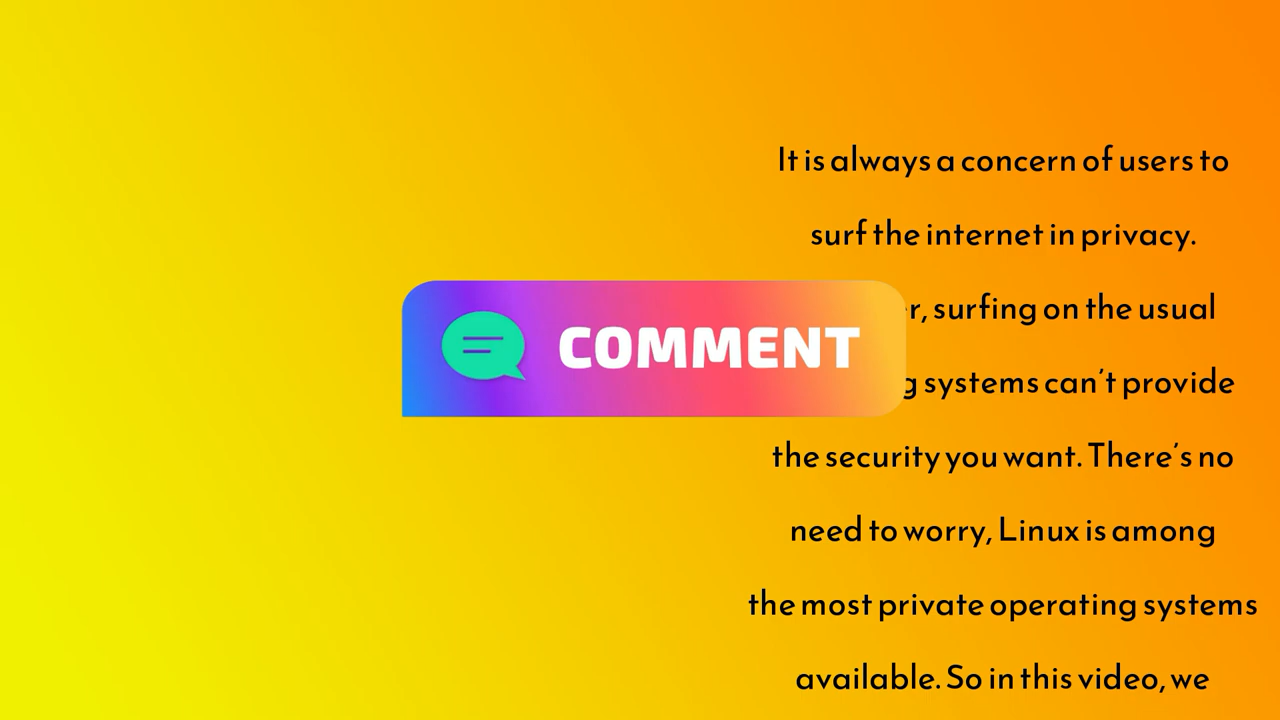 It is always a concern of users to
surf the internet in privacy.
surfing on the usual
COMMENT
systems can't provide
the security you want. There's no
need to worry, Linux is among
the most private operating systems
available. So in this video, we